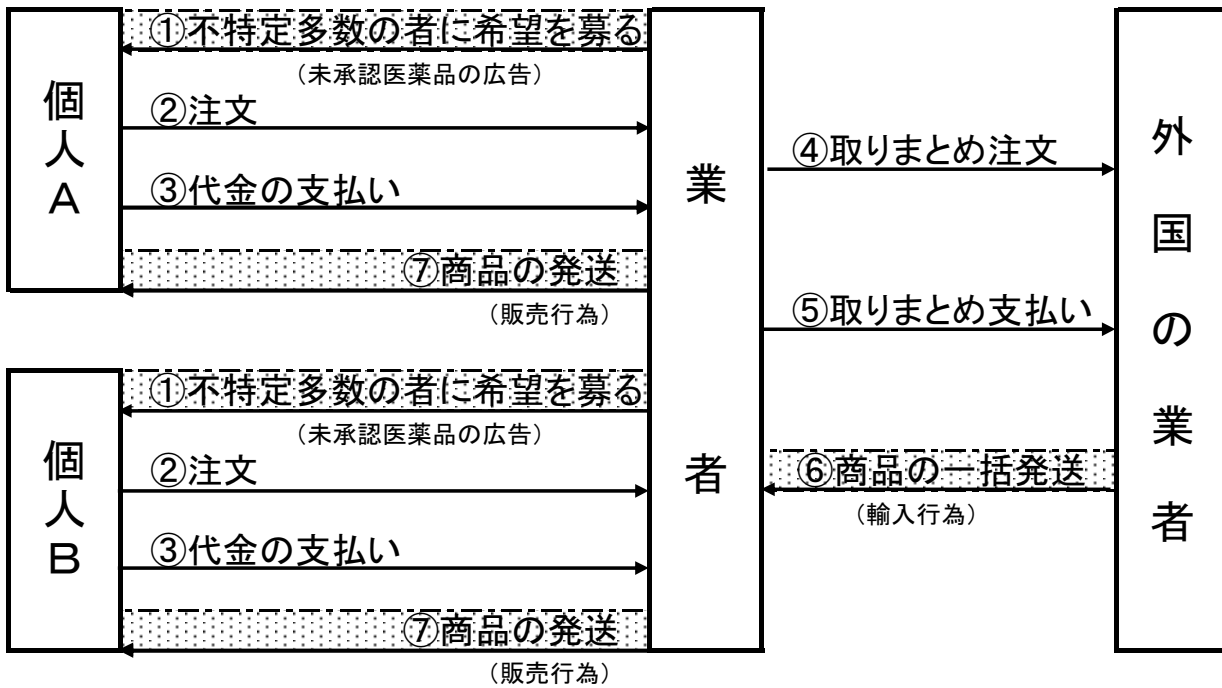 個人A
①不特定多数の者に希望を募る
（未承認医薬品の広告）
②注文
③代金の支払い
⑦商品の発送
（販売行為）
個人B
①不特定多数の者に希望を募る
（未承認医薬品の広告）
②注文
③代金の支払い
⑦商品の発送
（販売行為）
業者
④取りまとめ注文
⑤取りまとめ支払い
⑥商品の一括発送
（輸入行為）
外国の業者